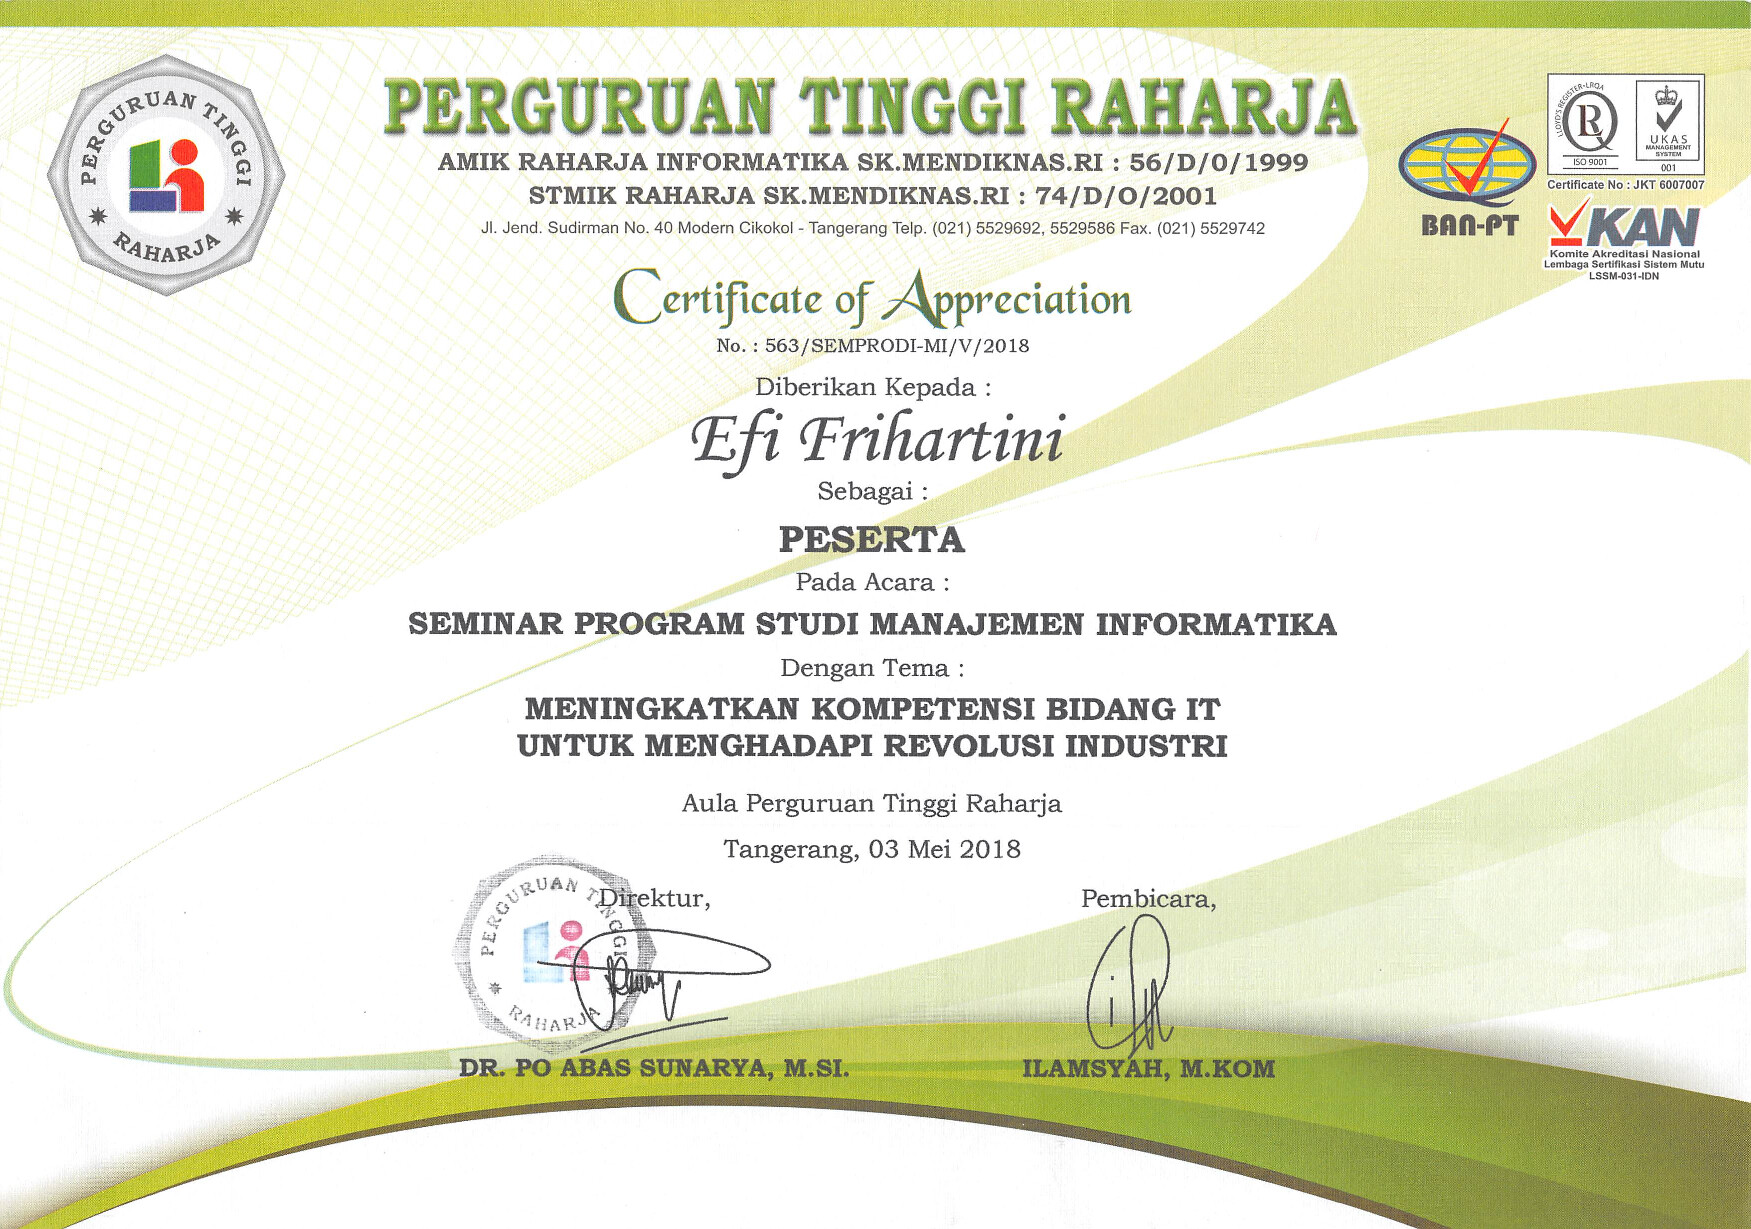 PERGURUAN TINGGI RAHARJA
PERGURUAN TINGGI RAHARJA
AMIK RAHARJA INFORMATIKA SK.MENDIKNAS.RI : 56/D/0/1999
STMIK RAHARJA SK.MENDIKNAS.RI : 74/D/O/2001
Jl. Jend. Sudirman No. 40 Modern Cikokol - Tangerang Telp. (021) 5529692, 5529586 Fax. (021) 5529742
BAN-PT
LLOYD'S REGISTER-LRQA
R
ISO 9001
UKAS
MANAGEMENT
SYSTEM
001
Certificate No : JKT 6007007
KAN
Komite Akreditasi Nasional
Lembaga Sertifikasi Sistem Mutu
LSSM-031-IDN
Certificate of Appreciation
No. : 563/SEMPRODI-MI/V/2018
Diberikan Kepada :
Efi Frihartini
Sebagai :
PESERTA
Pada Acara :
SEMINAR PROGRAM STUDI MANAJEMEN INFORMATIKA
Dengan Tema :
MENINGKATKAN KOMPETENSI BIDANG IT
UNTUK MENGHADAPI REVOLUSI INDUSTRI
Aula Perguruan Tinggi Raharja
Tangerang, 03 Mei 2018
Direktur,
Pembicara,
PERGURUAN TINGGI RAHARJA
DR. PO ABAS SUNARYA, M.SI.
ILAMSYAH, M.KOM